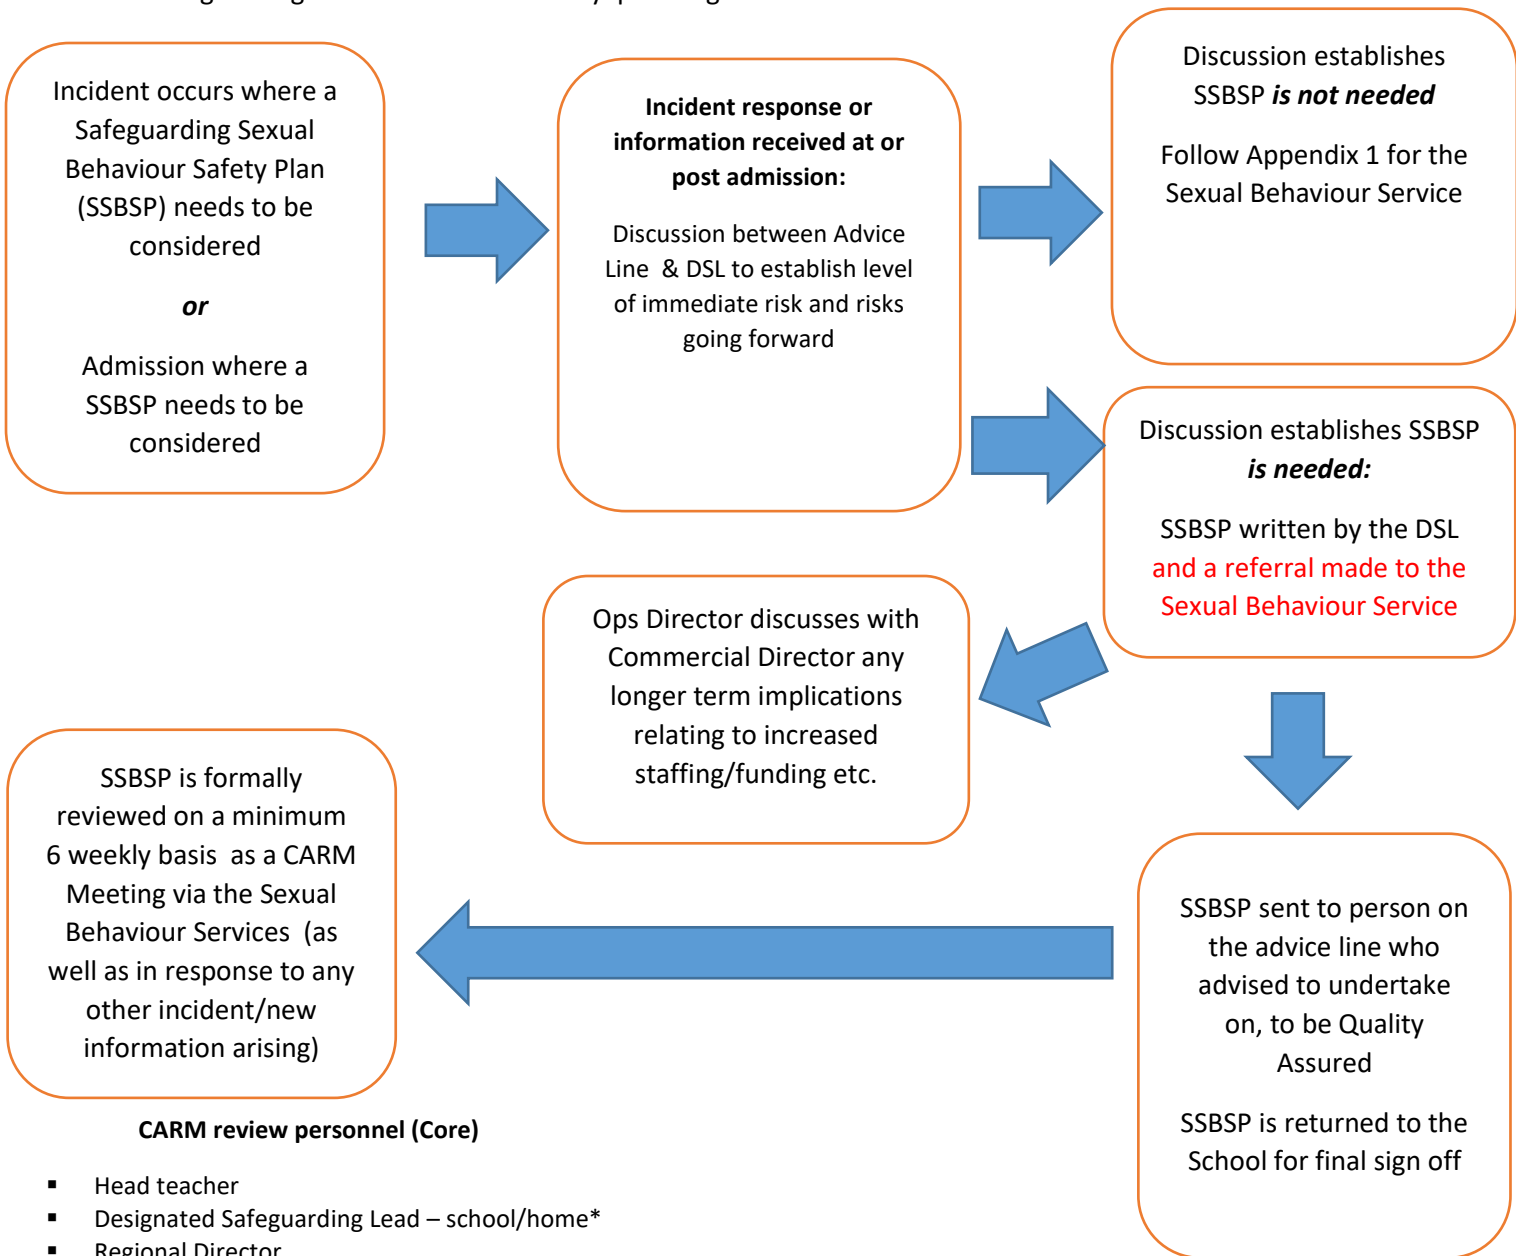 Incident occurs where a
Safeguarding Sexual
Behaviour Safety Plan
(SSBSP) needs to be
considered
or
Admission where a
SSBSP needs to be
considered
Incident response or
information received at or
post admission:
Discussion between Advice
Line & DSL to establish level
of immediate risk and risks
going forward
Discussion establishes
SSBSP is not needed
Follow Appendix 1 for the
Sexual Behaviour Service
Discussion establishes SSBSP
is needed:
SSBSP written by the DSL
and a referral made to the
Sexual Behaviour Service
Ops Director discusses with
Commercial Director any
longer term implications
relating to increased
staffing/funding etc.
SSBSP sent to person on
the advice line who
advised to undertake
on, to be Quality
Assured
SSBSP is returned to the
School for final sign off
SSBSP is formally
reviewed on a minimum
6 weekly basis as a CARM
Meeting via the Sexual
Behaviour Services (as
well as in response to any
other incident/new
information arising)
CARM review personnel (Core)
▪ Head teacher
▪ Designated Safeguarding Lead – school/home*
▪ Regional Director